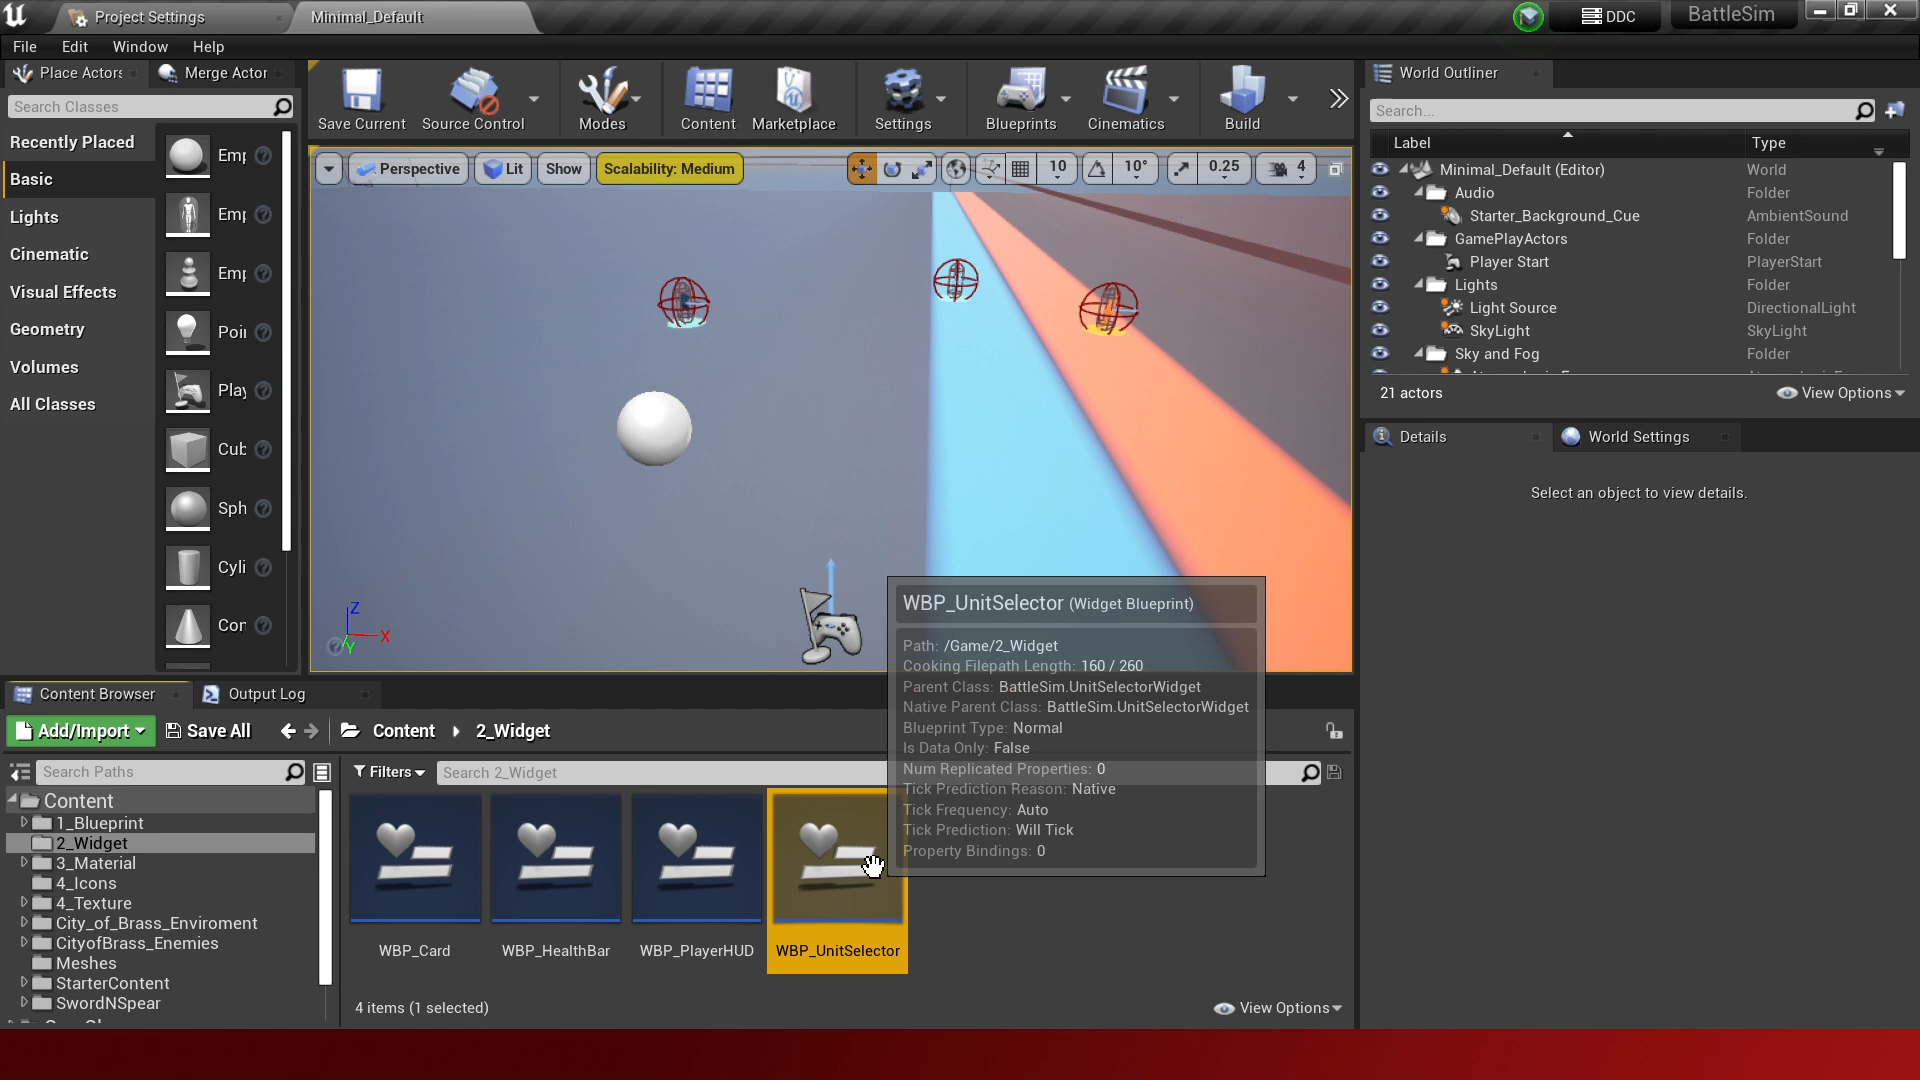 Project Settings
Minimal_Default
DDC
BattleSim
File Edit Window Help
Place Actors
Merge Actor
Search Classes
Recently Placed
Basic
Lights
Cinematic
Visual Effects
Geometry
Volumes
All Classes
Emp
Emp
Emp
Poi
Play
Cub
Sph
Cyli
Con
Save Current
Source Control
Modes
Content
Marketplace
Settings
Blueprints
Cinematics
Build
Perspective
Lit
Show
Scalability: Medium
10
10°
0.25
4
Z
X
Y
World Outliner
Search...
Label Type
Minimal_Default (Editor) World
Audio Folder
Starter_Background_Cue AmbientSound
GamePlayActors Folder
Player Start PlayerStart
Lights Folder
Light Source DirectionalLight
SkyLight SkyLight
Sky and Fog Folder
21 actors
View Options
Details
World Settings
Select an object to view details.
WBP_UnitSelector (Widget Blueprint)
Path: /Game/2_Widget
Cooking Filepath Length: 160 / 260
Parent Class: BattleSim.UnitSelectorWidget
Native Parent Class: BattleSim.UnitSelectorWidget
Blueprint Type: Normal
Is Data Only: False
Num Replicated Properties: 0
Tick Prediction Reason: Native
Tick Frequency: Auto
Tick Prediction: Will Tick
Property Bindings: 0
Content Browser
Output Log
Add/Import
Save All
Content
2_Widget
Search Paths
Filters
Search 2_Widget
Content
1_Blueprint
2_Widget
3_Material
4_Icons
4_Texture
City_of_Brass_Enviroment
CityofBrass_Enemies
Meshes
StarterContent
SwordNSpear
WBP_Card
WBP_HealthBar
WBP_PlayerHUD
WBP_UnitSelector
4 items (1 selected)
View Options